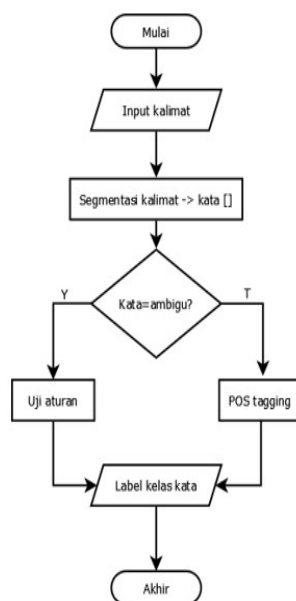 Mulai
Input kalimat
Segmentasi kalimat -> kata []
Kata=ambigu?
Y
T
Uji aturan
POS tagging
Label kelas kata
Akhir